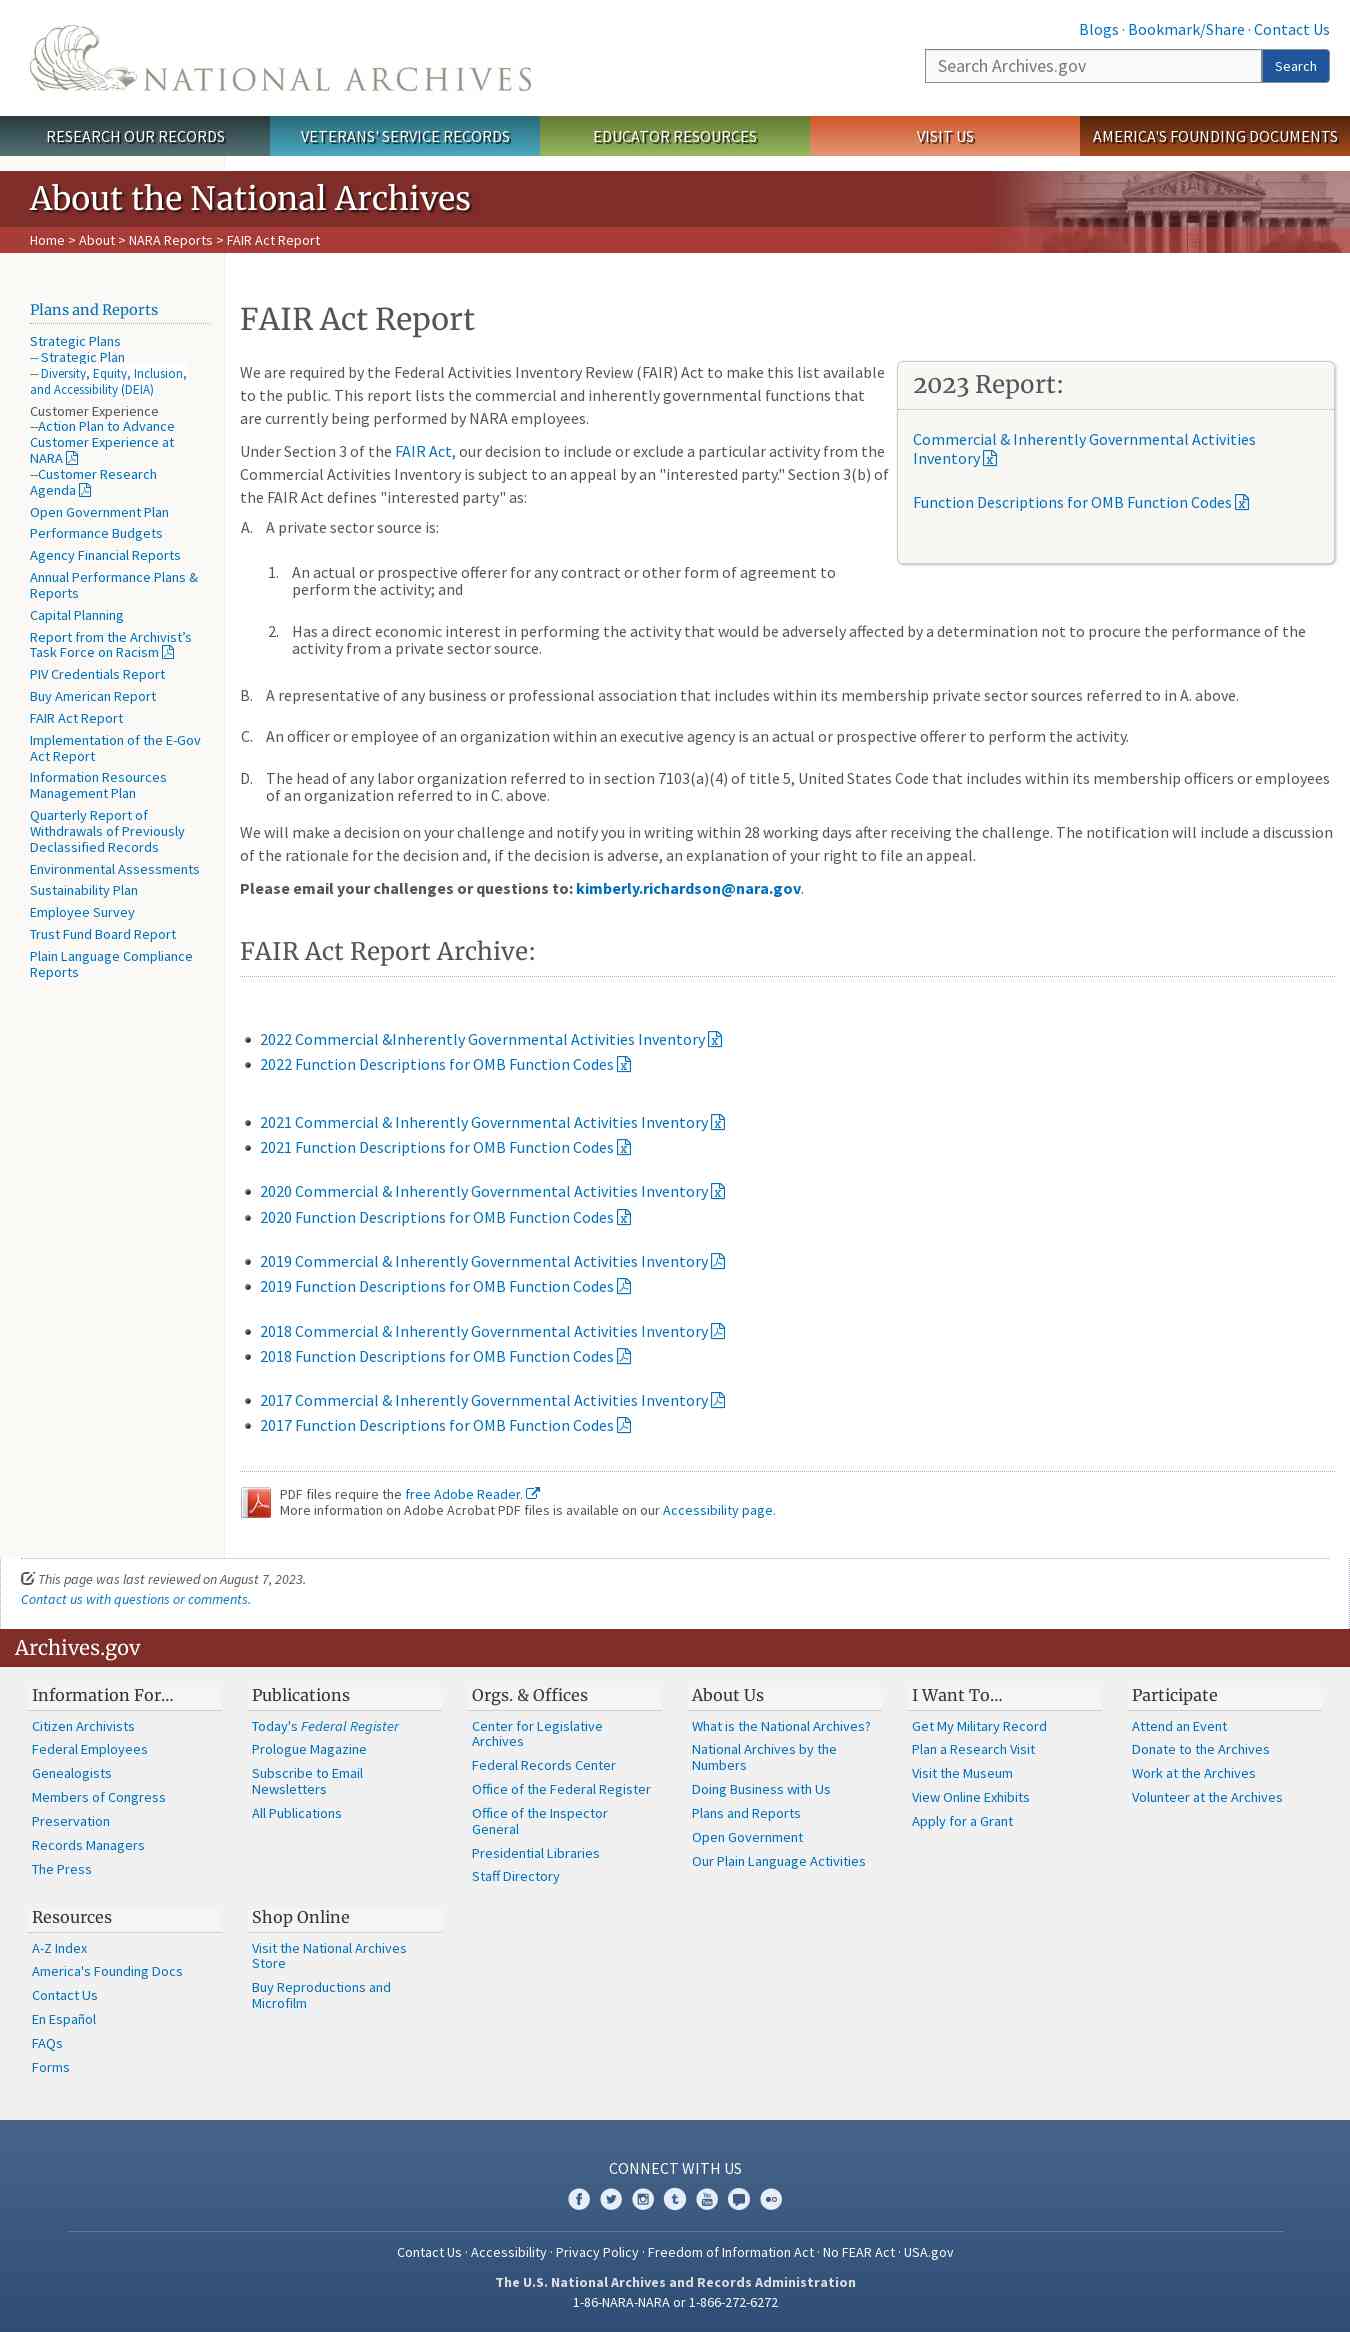 NATIONAL ARCHIVES
Blogs · Bookmark/Share · Contact Us
Search Archives.gov
Search
RESEARCH OUR RECORDS
VETERANS' SERVICE RECORDS
EDUCATOR RESOURCES
VISIT US
AMERICA'S FOUNDING DOCUMENTS
About the National Archives
Home > About > NARA Reports > FAIR Act Report
Plans and Reports
Strategic Plans
-- Strategic Plan
-- Diversity, Equity, Inclusion,
and Accessibility (DEIA)
Customer Experience
--Action Plan to Advance
Customer Experience at
NARA
--Customer Research
Agenda
Open Government Plan
Performance Budgets
Agency Financial Reports
Annual Performance Plans &
Reports
Capital Planning
Report from the Archivist’s
Task Force on Racism
PIV Credentials Report
Buy American Report
FAIR Act Report
Implementation of the E-Gov
Act Report
Information Resources
Management Plan
Quarterly Report of
Withdrawals of Previously
Declassified Records
Environmental Assessments
Sustainability Plan
Employee Survey
Trust Fund Board Report
Plain Language Compliance
Reports
FAIR Act Report
We are required by the Federal Activities Inventory Review (FAIR) Act to make this list available
to the public. This report lists the commercial and inherently governmental functions that
are currently being performed by NARA employees.
Under Section 3 of the FAIR Act, our decision to include or exclude a particular activity from the
Commercial Activities Inventory is subject to an appeal by an "interested party." Section 3(b) of
the FAIR Act defines "interested party" as:
2023 Report:
Commercial & Inherently Governmental Activities
Inventory
Function Descriptions for OMB Function Codes
A. A private sector source is:
1. An actual or prospective offerer for any contract or other form of agreement to
perform the activity; and
2. Has a direct economic interest in performing the activity that would be adversely affected by a determination not to procure the performance of the
activity from a private sector source.
B. A representative of any business or professional association that includes within its membership private sector sources referred to in A. above.
C. An officer or employee of an organization within an executive agency is an actual or prospective offerer to perform the activity.
D. The head of any labor organization referred to in section 7103(a)(4) of title 5, United States Code that includes within its membership officers or employees
of an organization referred to in C. above.
We will make a decision on your challenge and notify you in writing within 28 working days after receiving the challenge. The notification will include a discussion
of the rationale for the decision and, if the decision is adverse, an explanation of your right to file an appeal.
Please email your challenges or questions to: kimberly.richardson@nara.gov.
FAIR Act Report Archive:
2022 Commercial &Inherently Governmental Activities Inventory
2022 Function Descriptions for OMB Function Codes
2021 Commercial & Inherently Governmental Activities Inventory
2021 Function Descriptions for OMB Function Codes
2020 Commercial & Inherently Governmental Activities Inventory
2020 Function Descriptions for OMB Function Codes
2019 Commercial & Inherently Governmental Activities Inventory
2019 Function Descriptions for OMB Function Codes
2018 Commercial & Inherently Governmental Activities Inventory
2018 Function Descriptions for OMB Function Codes
2017 Commercial & Inherently Governmental Activities Inventory
2017 Function Descriptions for OMB Function Codes
PDF files require the free Adobe Reader.
More information on Adobe Acrobat PDF files is available on our Accessibility page.
This page was last reviewed on August 7, 2023.
Contact us with questions or comments.
Archives.gov
Information For…
Citizen Archivists
Federal Employees
Genealogists
Members of Congress
Preservation
Records Managers
The Press
Publications
Today's Federal Register
Prologue Magazine
Subscribe to Email
Newsletters
All Publications
Orgs. & Offices
Center for Legislative
Archives
Federal Records Center
Office of the Federal Register
Office of the Inspector
General
Presidential Libraries
Staff Directory
About Us
What is the National Archives?
National Archives by the
Numbers
Doing Business with Us
Plans and Reports
Open Government
Our Plain Language Activities
I Want To…
Get My Military Record
Plan a Research Visit
Visit the Museum
View Online Exhibits
Apply for a Grant
Participate
Attend an Event
Donate to the Archives
Work at the Archives
Volunteer at the Archives
Resources
A-Z Index
America's Founding Docs
Contact Us
En Español
FAQs
Forms
Shop Online
Visit the National Archives
Store
Buy Reproductions and
Microfilm
CONNECT WITH US
Contact Us · Accessibility · Privacy Policy · Freedom of Information Act · No FEAR Act · USA.gov
The U.S. National Archives and Records Administration
1-86-NARA-NARA or 1-866-272-6272